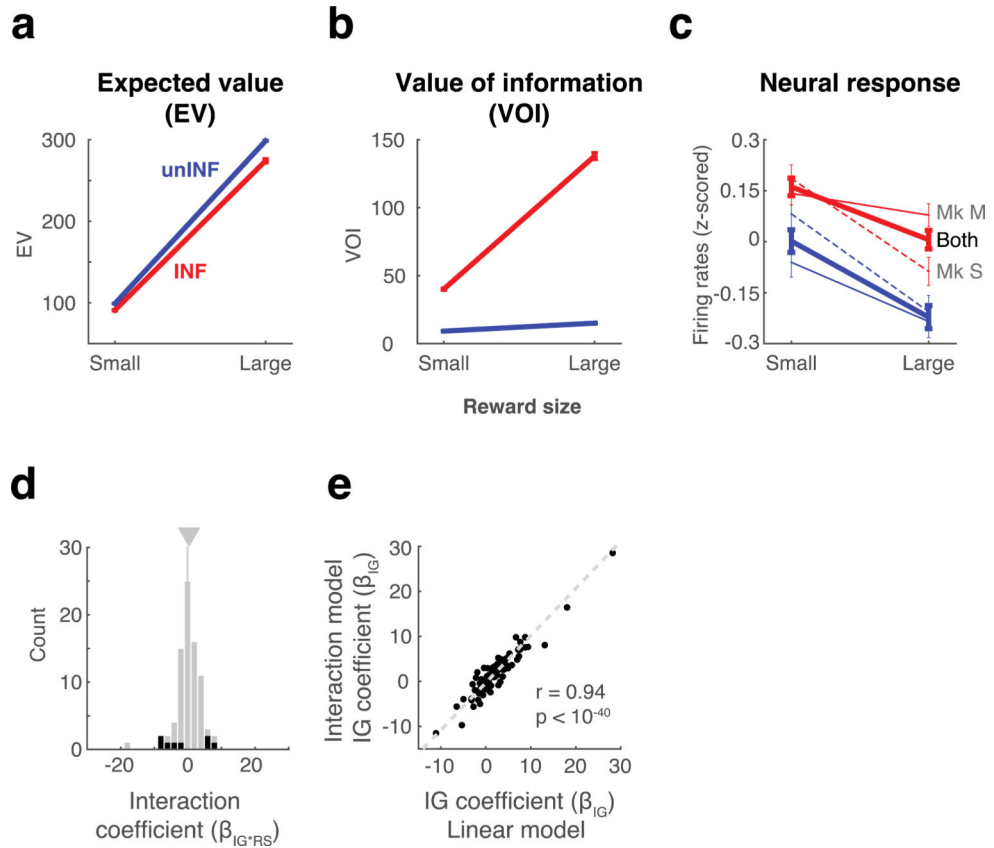 a
Expected value
(EV)
300
200
100
EV
unINF
INF
Small
Large
b
Value of information
(VOI)
150
100
50
0
VOI
Small
Large
Reward size
c
Neural response
0.3
0.15
0
-0.15
-0.3
Firing rates (z-scored)
Mk M
Both
Mk S
Small
Large
d
30
20
10
0
Count
-20
0
20
Interaction
coefficient (βIG*RS)
e
Interaction model
IG coefficient (βIG)
30
20
10
0
-10
r = 0.94
p < 10-40
-10
0
10
20
30
IG coefficient (βIG)
Linear model